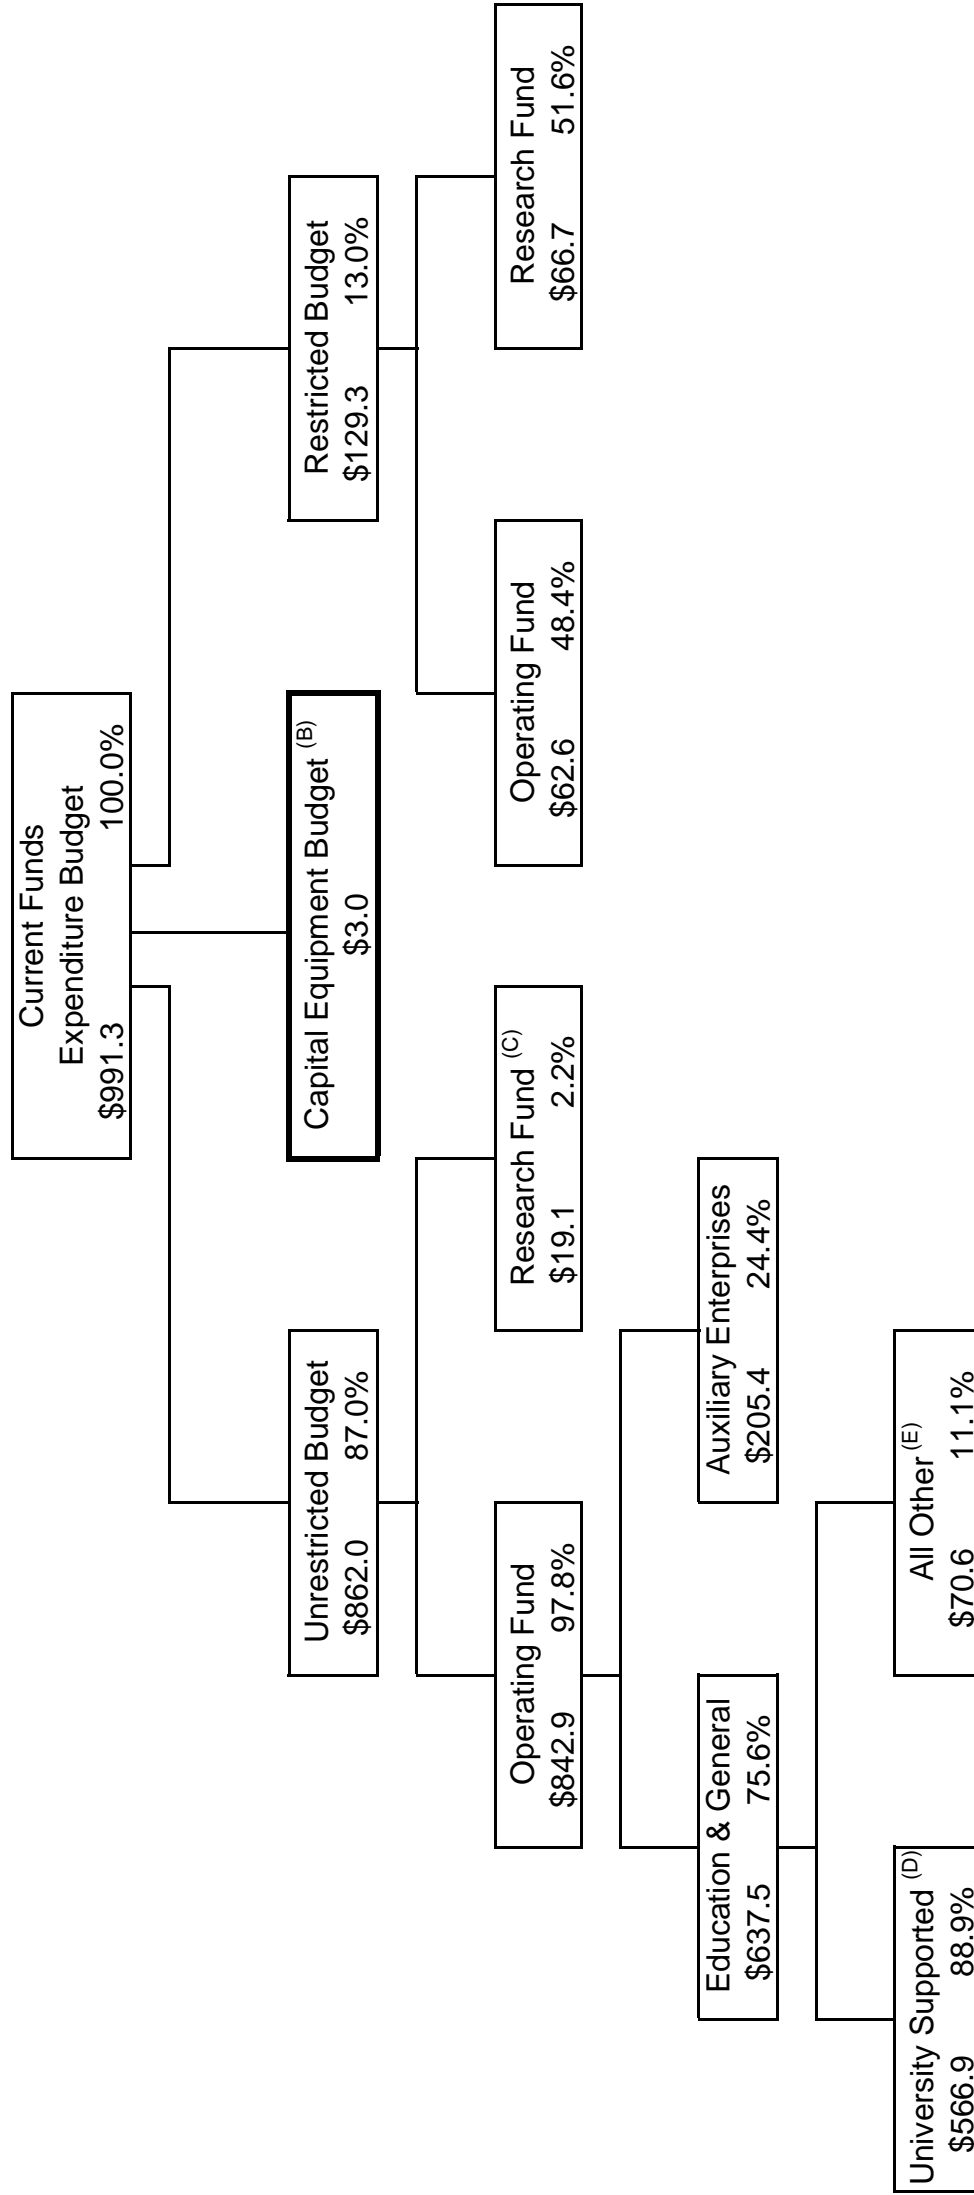 Current Funds
Expenditure Budget
$991.3 100.0%
Unrestricted Budget
$862.0 87.0%
Capital Equipment Budget (B)
$3.0
Restricted Budget
$129.3 13.0%
Operating Fund
$842.9 97.8%
Research Fund (C)
$19.1 2.2%
Operating Fund
$62.6 48.4%
Research Fund
$66.7 51.6%
Education & General
$637.5 75.6%
Auxiliary Enterprises
$205.4 24.4%
University Supported (D)
$566.9 88.9%
All Other (E)
$70.6 11.1%